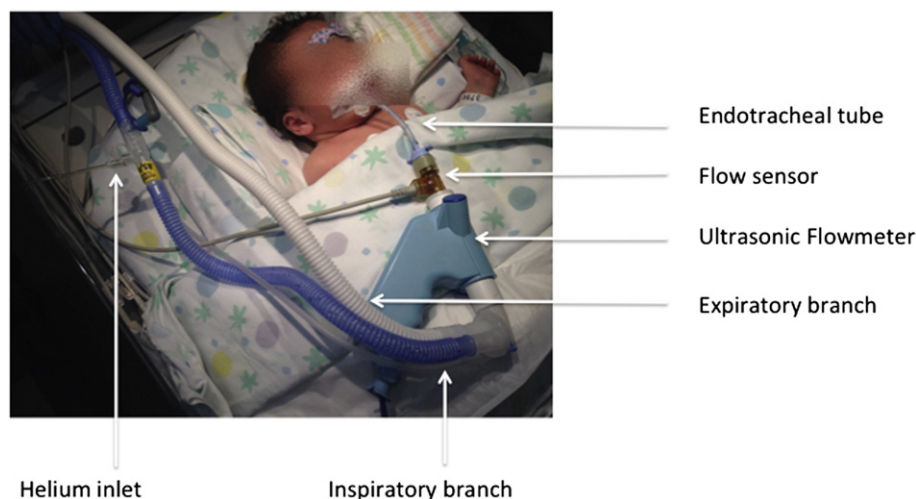 Endotracheal tube
Flow sensor
Ultrasonic Flowmeter
Expiratory branch
Helium inlet
Inspiratory branch